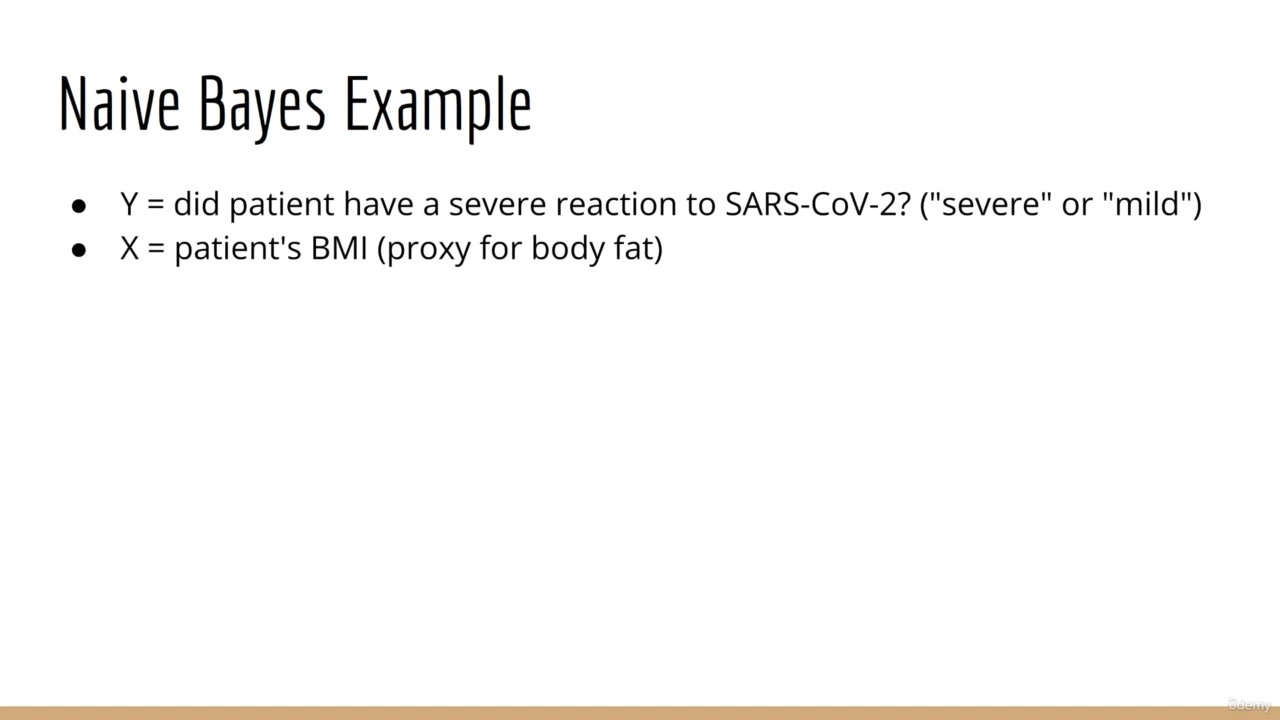 Naive Bayes Example
● Y = did patient have a severe reaction to SARS-CoV-2? ("severe" or "mild")
● X = patient's BMI (proxy for body fat)
ûdemy